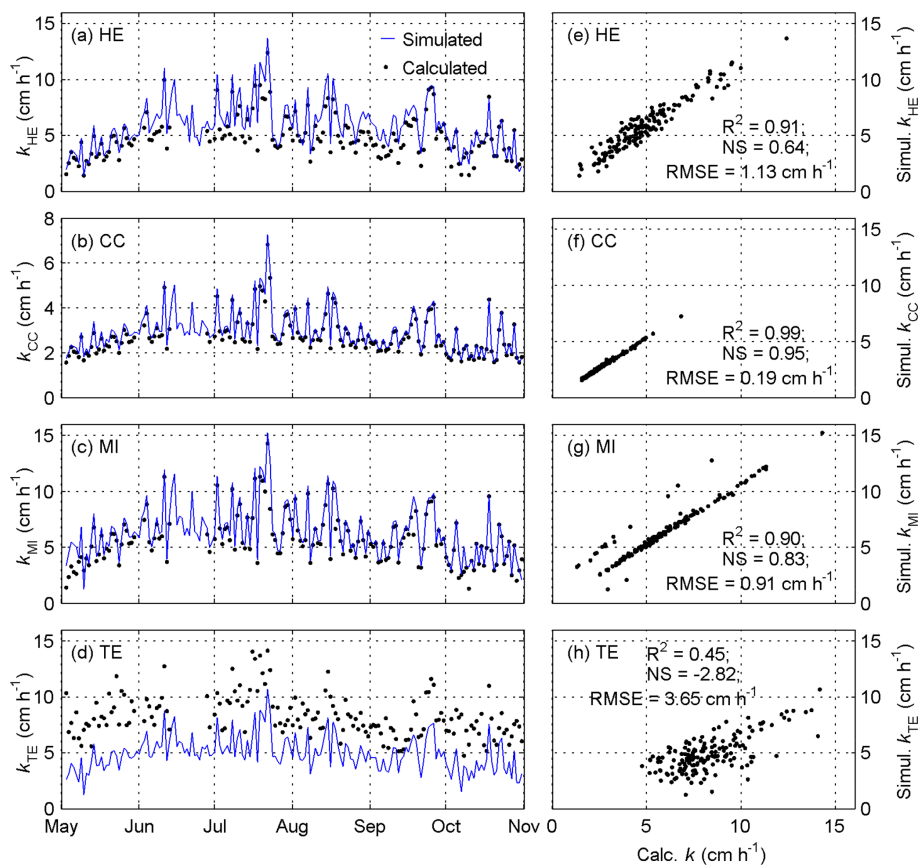 (a) HE
Simulated
Calculated
15
10
5
0
k_HE (cm h⁻¹)
(e) HE
R² = 0.91;
NS = 0.64;
RMSE = 1.13 cm h⁻¹
15
10
5
0
Simul. k_HE (cm h⁻¹)
(b) CC
8
6
4
2
0
k_CC (cm h⁻¹)
(f) CC
R² = 0.99;
NS = 0.95;
RMSE = 0.19 cm h⁻¹
15
10
5
0
Simul. k_CC (cm h⁻¹)
(c) MI
15
10
5
0
k_MI (cm h⁻¹)
(g) MI
R² = 0.90;
NS = 0.83;
RMSE = 0.91 cm h⁻¹
15
10
5
0
Simul. k_MI (cm h⁻¹)
(d) TE
15
10
5
0
k_TE (cm h⁻¹)
May Jun Jul Aug Sep Oct Nov
(h) TE
R² = 0.45;
NS = -2.82;
RMSE = 3.65 cm h⁻¹
15
10
5
0
Simul. k_TE (cm h⁻¹)
0 5 10 15
Calc. k (cm h⁻¹)